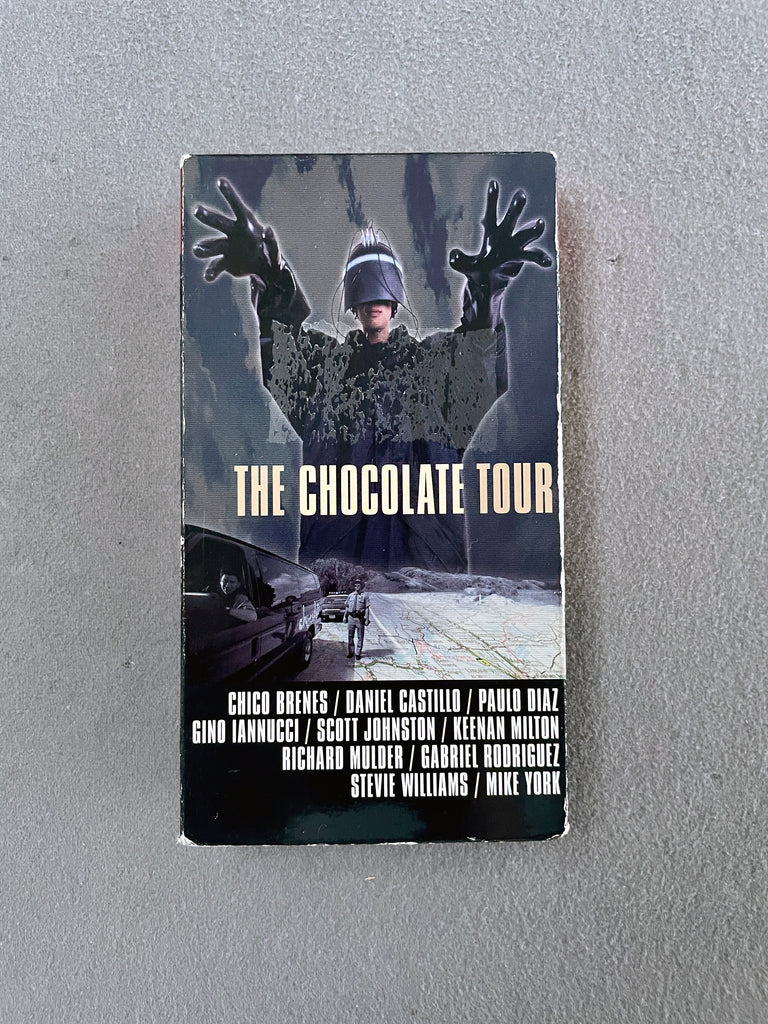 THE CHOCOLATE TOUR
CHICO BRENES / DANIEL CASTILLO / PAULO DIAZ
GINO IANNUCCI / SCOTT JOHNSTON / KEENAN MILTON
RICHARD MULDER / GABRIEL RODRIGUEZ
STEVIE WILLIAMS / MIKE YORK